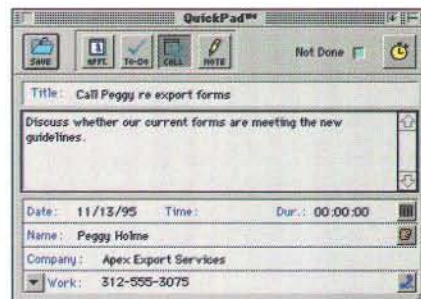 QuickPad™
SAVE APPT. To-Do CALL NOTE Not Done
Title: Call Peggy re export forms
Discuss whether our current forms are meeting the new
guidelines.
Date: 11/13/95 Time: Dur.: 00:00:00
Name: Peggy Holme
Company: Apex Export Services
Work: 312-555-3075